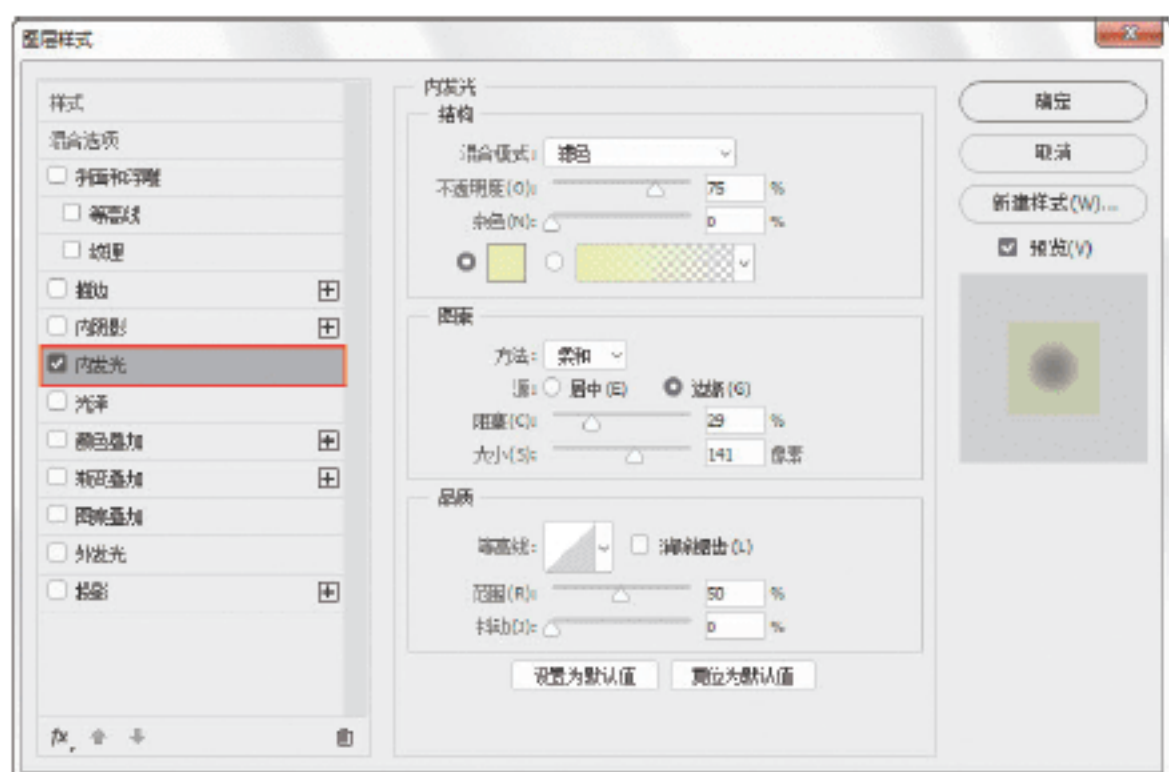 图层样式
样式
混合选项
斜面和浮雕
等高线
纹理
描边
内阴影
内发光
光泽
颜色叠加
渐变叠加
图案叠加
外发光
投影
fx
内发光
结构
混合模式： 滤色
不透明度(O)： 75 %
杂色(N)： 0 %
图素
方法： 柔和
源： 居中(E) 边缘(G)
阻塞(C)： 29 %
大小(S)： 141 像素
品质
等高线： 消除锯齿(L)
范围(R)： 50 %
抖动(J)： 0 %
设置为默认值 复位为默认值
确定
取消
新建样式(W)...
预览(V)